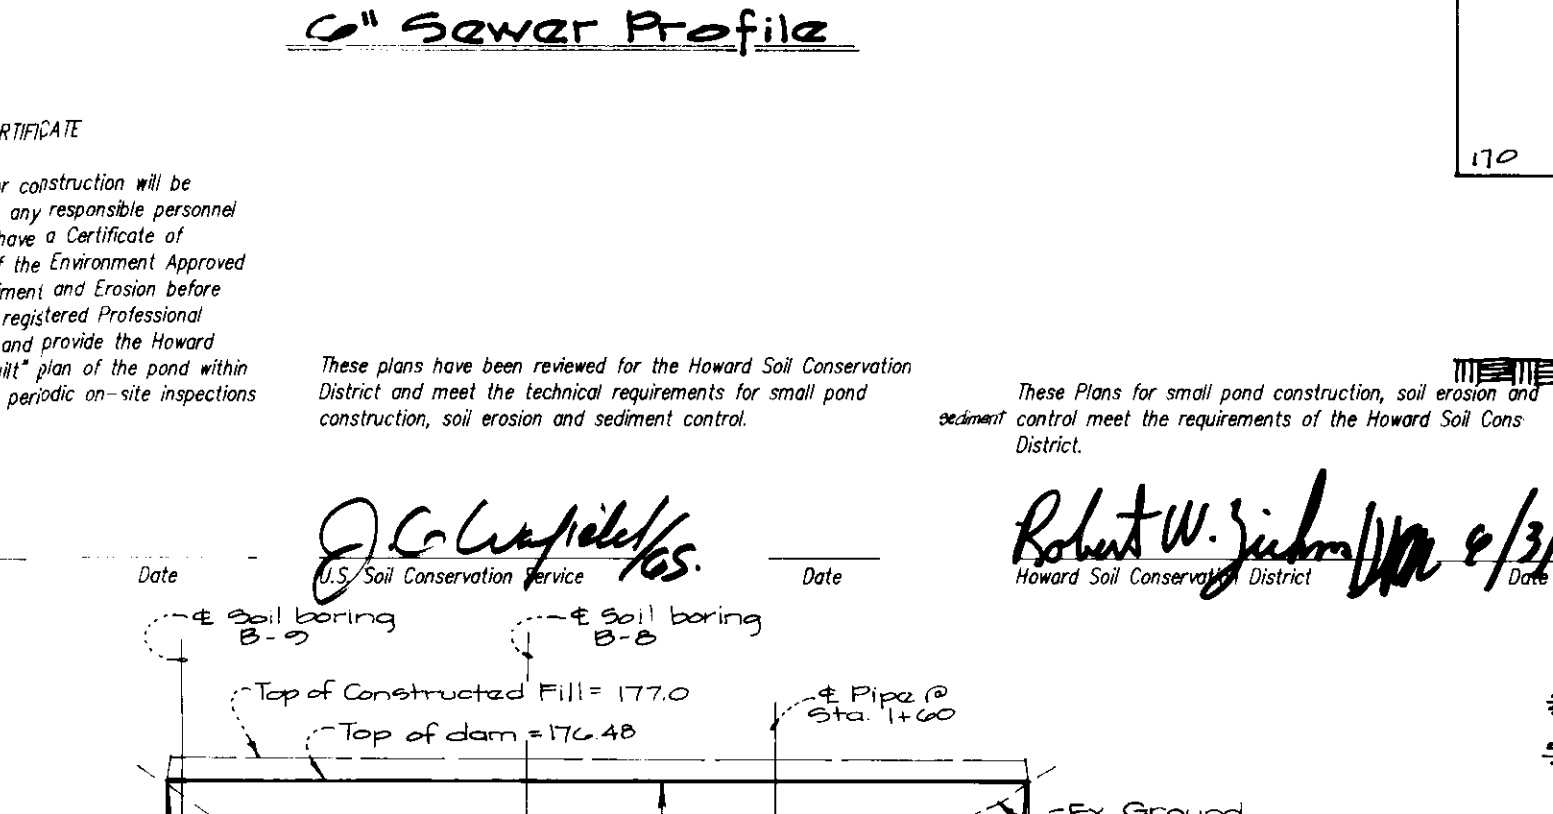 6" Sewer Profile
170
RTIFICATE
r construction will be
any responsible personnel
have a Certificate of
f the Environment Approved
iment and Erosion before
registered Professional
and provide the Howard
ilt" plan of the pond within
periodic on-site inspections
Date
These plans have been reviewed for the Howard Soil Conservation
District and meet the technical requirements for small pond
construction, soil erosion and sediment control.
J. C. Warfield/GS.
U.S. Soil Conservation Service
Date
These Plans for small pond construction, soil erosion and
sediment control meet the requirements of the Howard Soil Cons
District.
Robert W. 6/3/
Howard Soil Conservation District
Date
℄ Soil boring
B-9
℄ Soil boring
B-8
Top of Constructed Fill = 177.0
℄ Pipe @
Sta. 1+60
Top of dam = 176.48
Ex. Ground